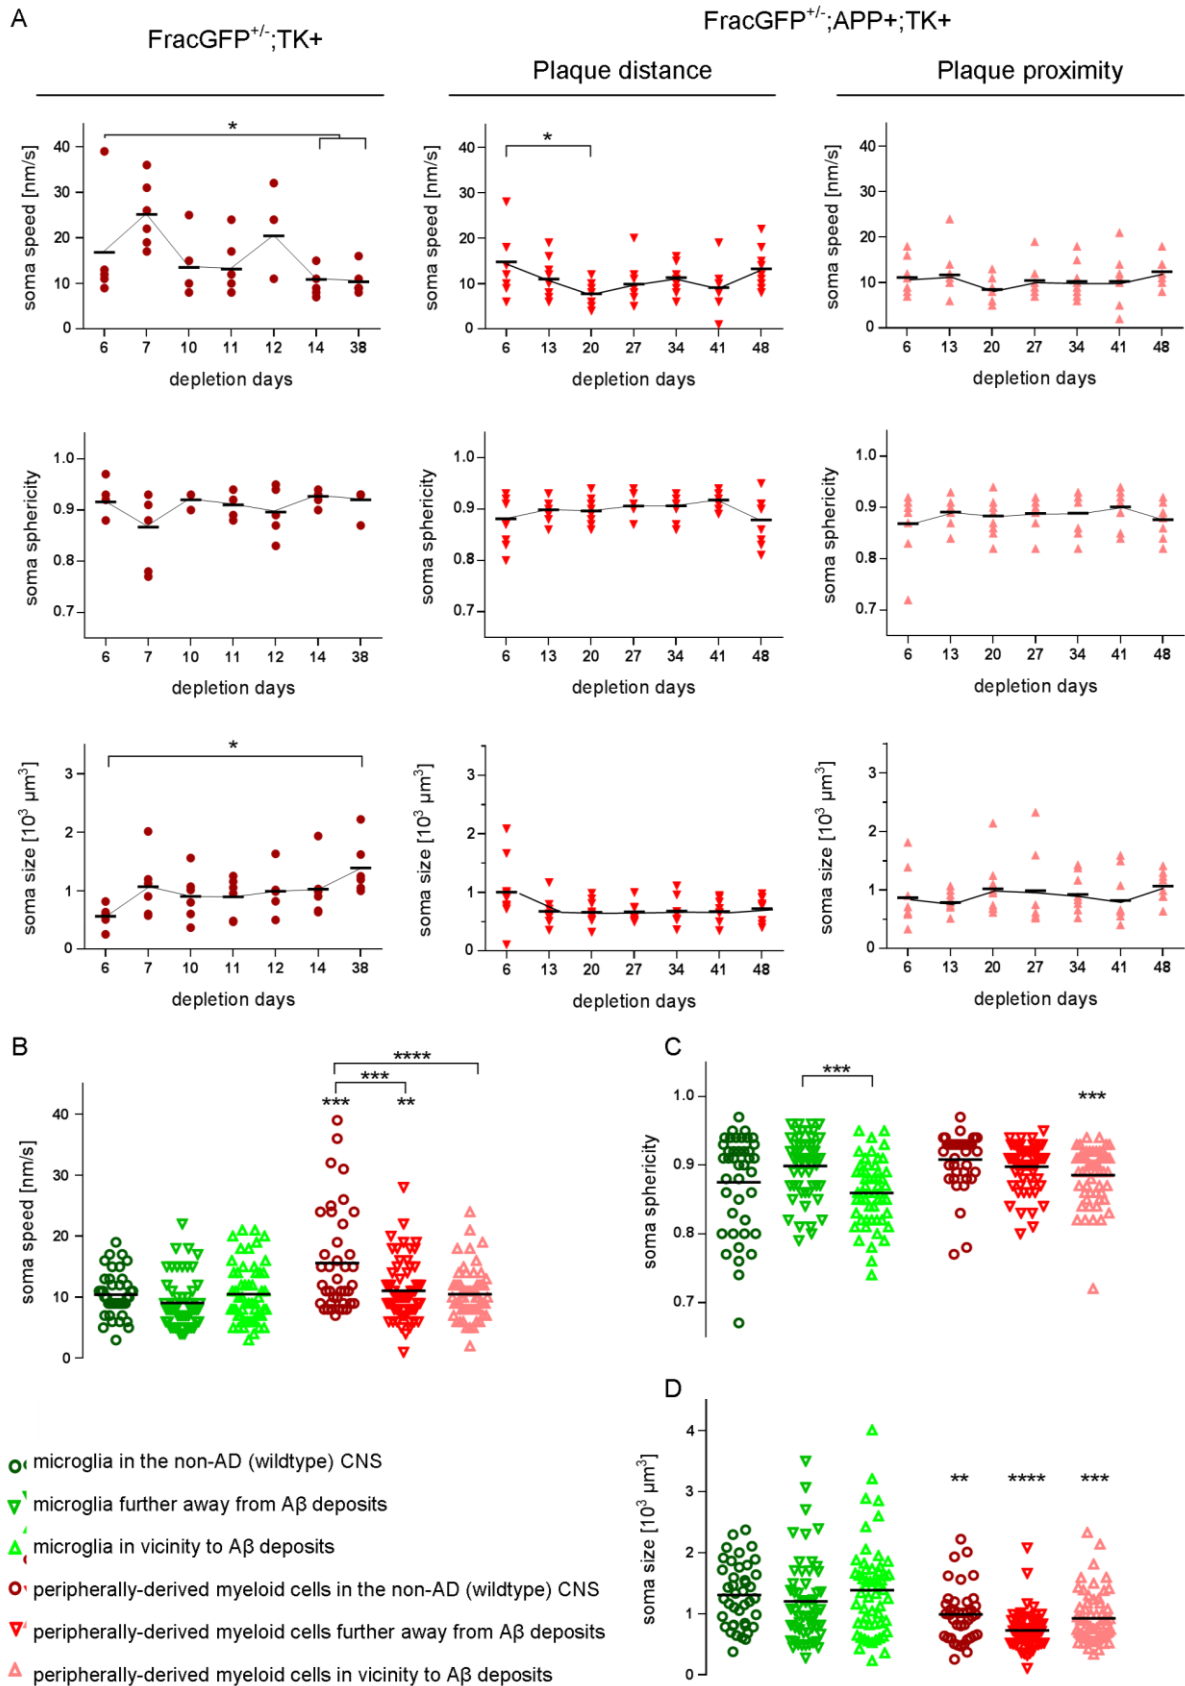 A
FracGFP+/-;TK+
FracGFP+/-;APP+;TK+
Plaque distance
Plaque proximity
soma speed [nm/s]
40
30
20
10
0
*
6 7 10 11 12 14 38
depletion days
soma speed [nm/s]
40
30
20
10
0
*
6 13 20 27 34 41 48
depletion days
soma speed [nm/s]
40
30
20
10
0
6 13 20 27 34 41 48
depletion days
soma sphericity
1.0
0.9
0.8
0.7
6 7 10 11 12 14 38
depletion days
soma sphericity
1.0
0.9
0.8
0.7
6 13 20 27 34 41 48
depletion days
soma sphericity
1.0
0.9
0.8
0.7
6 13 20 27 34 41 48
depletion days
soma size [10³ µm³]
3
2
1
0
*
6 7 10 11 12 14 38
depletion days
soma size [10³ µm³]
3
2
1
0
6 13 20 27 34 41 48
depletion days
soma size [10³ µm³]
3
2
1
0
6 13 20 27 34 41 48
depletion days
B
soma speed [nm/s]
40
30
20
10
0
****
***
*** **
C
soma sphericity
1.0
0.9
0.8
0.7
***
***
D
soma size [10³ µm³]
4
3
2
1
0
** **** ***
microglia in the non-AD (wildtype) CNS
microglia further away from Aβ deposits
microglia in vicinity to Aβ deposits
peripherally-derived myeloid cells in the non-AD (wildtype) CNS
peripherally-derived myeloid cells further away from Aβ deposits
peripherally-derived myeloid cells in vicinity to Aβ deposits